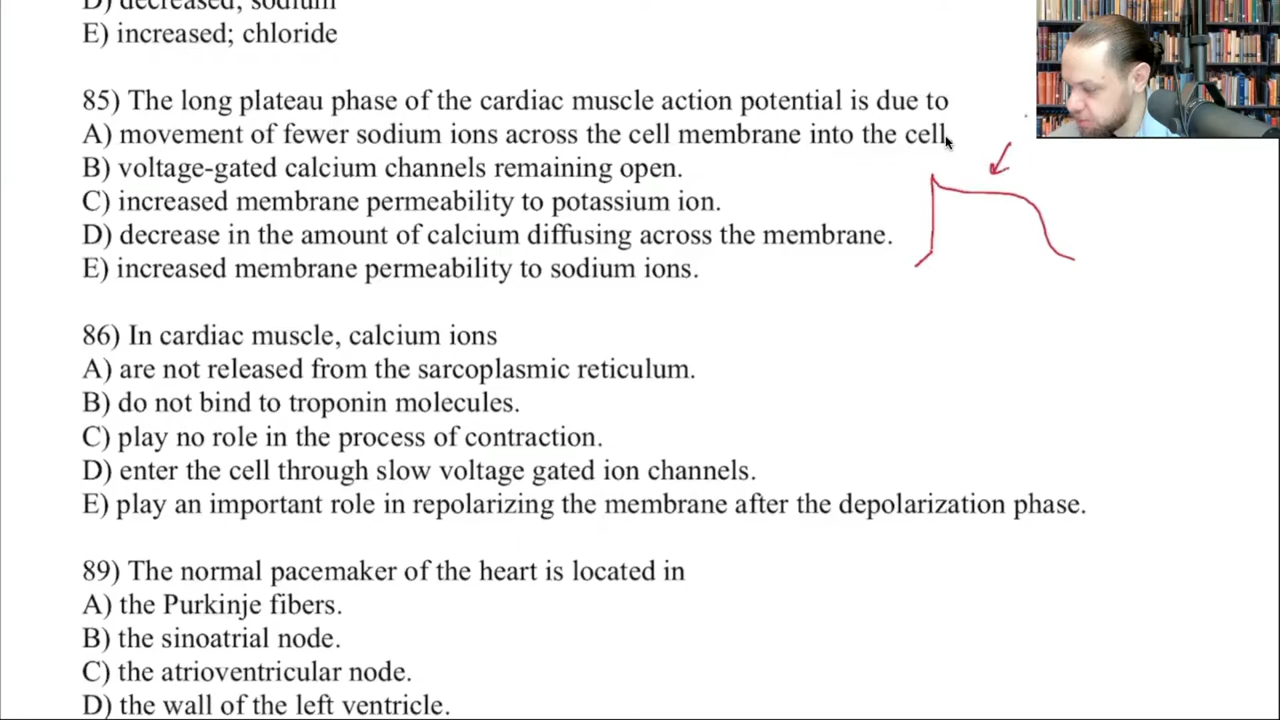 D) decreased; sodium
E) increased; chloride
85) The long plateau phase of the cardiac muscle action potential is due to
A) movement of fewer sodium ions across the cell membrane into the cell.
B) voltage-gated calcium channels remaining open.
C) increased membrane permeability to potassium ion.
D) decrease in the amount of calcium diffusing across the membrane.
E) increased membrane permeability to sodium ions.
86) In cardiac muscle, calcium ions
A) are not released from the sarcoplasmic reticulum.
B) do not bind to troponin molecules.
C) play no role in the process of contraction.
D) enter the cell through slow voltage gated ion channels.
E) play an important role in repolarizing the membrane after the depolarization phase.
89) The normal pacemaker of the heart is located in
A) the Purkinje fibers.
B) the sinoatrial node.
C) the atrioventricular node.
D) the wall of the left ventricle.